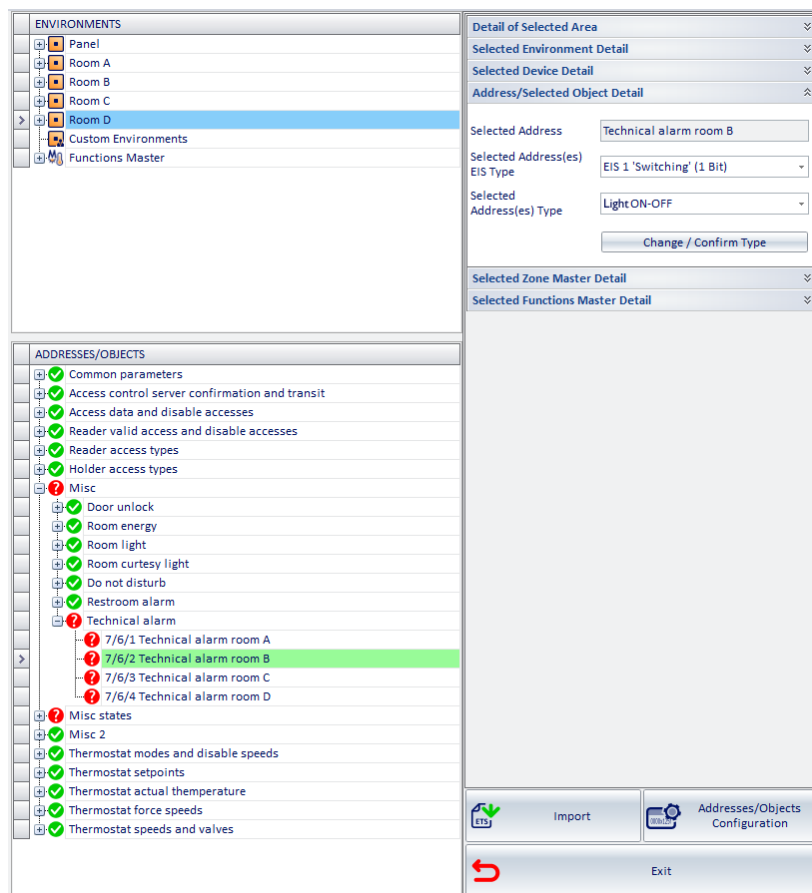 ENVIRONMENTS
Panel
Room A
Room B
Room C
Room D
Custom Environments
Functions Master
Detail of Selected Area
Selected Environment Detail
Selected Device Detail
Address/Selected Object Detail
Selected Address
Technical alarm room B
Selected Address(es)
EIS Type
EIS 1 'Switching' (1 Bit)
Selected
Address(es) Type
Light ON-OFF
Change / Confirm Type
Selected Zone Master Detail
Selected Functions Master Detail
ADDRESSES/OBJECTS
Common parameters
Access control server confirmation and transit
Access data and disable accesses
Reader valid access and disable accesses
Reader access types
Holder access types
Misc
Door unlock
Room energy
Room light
Room curtesy light
Do not disturb
Restroom alarm
Technical alarm
7/6/1 Technical alarm room A
7/6/2 Technical alarm room B
7/6/3 Technical alarm room C
7/6/4 Technical alarm room D
Misc states
Misc 2
Thermostat modes and disable speeds
Thermostat setpoints
Thermostat actual themperature
Thermostat force speeds
Thermostat speeds and valves
ETS
Import
Addresses/Objects
Configuration
Exit